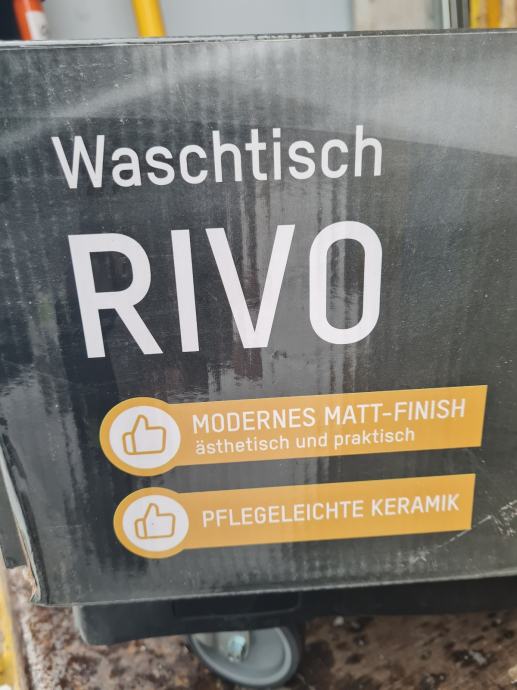 Waschtisch
RIVO
MODERNES MATT-FINISH
ästhetisch und praktisch
PFLEGELEICHTE KERAMIK